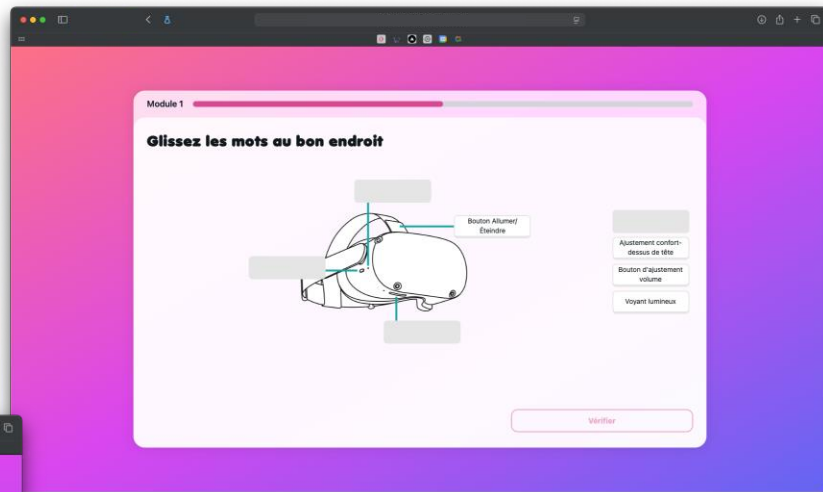 Module 1
Glissez les mots au bon endroit
Bouton Allumer/
Éteindre
Ajustement confort-
dessus de tête
Bouton d'ajustement
volume
Voyant lumineux
Vérifier